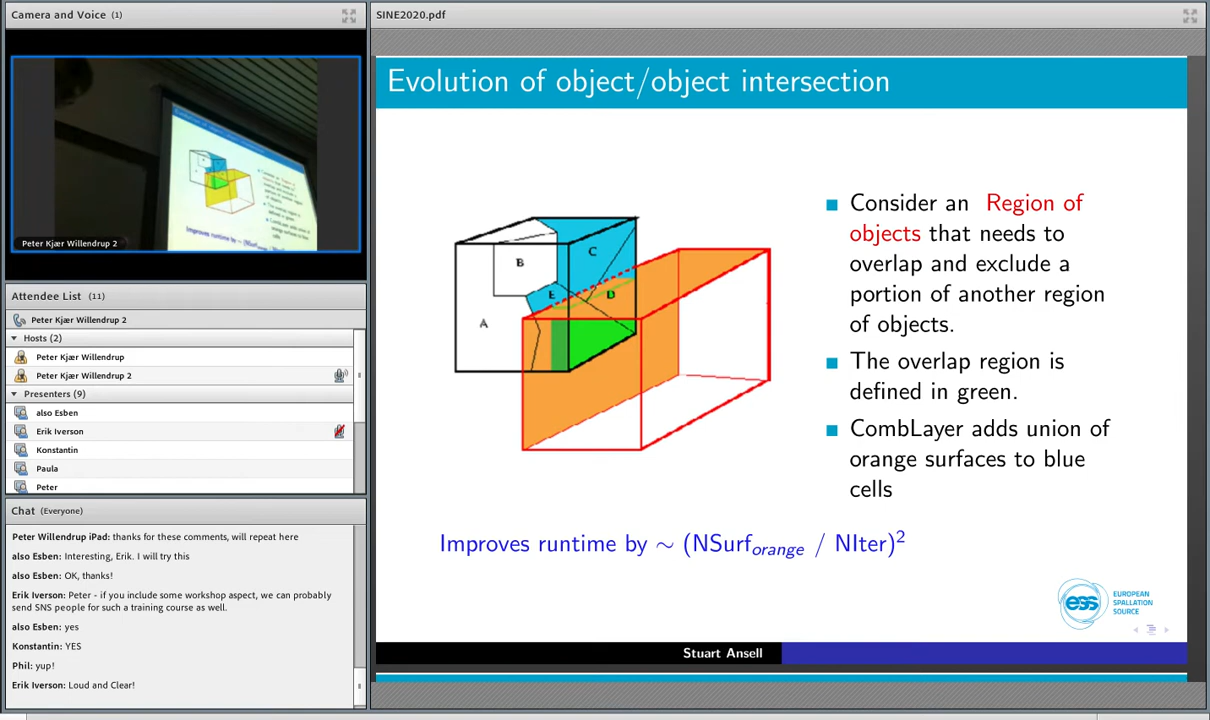 Camera and Voice (1)
Peter Kjær Willendrup 2
Attendee List (11)
Peter Kjær Willendrup 2
Hosts (2)
Peter Kjær Willendrup
Peter Kjær Willendrup 2
Presenters (9)
also Esben
Erik Iverson
Konstantin
Paula
Peter
Chat (Everyone)
Peter Willendrup iPad: thanks for these comments, will repeat here
also Esben: Interesting, Erik. I will try this
also Esben: OK, thanks!
Erik Iverson: Peter - if you include some workshop aspect, we can probably
send SNS people for such a training course as well.
also Esben: yes
Konstantin: YES
Phil: yup!
Erik Iverson: Loud and Clear!
SINE2020.pdf
Evolution of object/object intersection
A
B
C
D
E
Consider an Region of
objects that needs to
overlap and exclude a
portion of another region
of objects.
The overlap region is
defined in green.
CombLayer adds union of
orange surfaces to blue
cells
Improves runtime by ~ (NSurf_orange / NIter)^2
ess
EUROPEAN
SPALLATION
SOURCE
Stuart Ansell